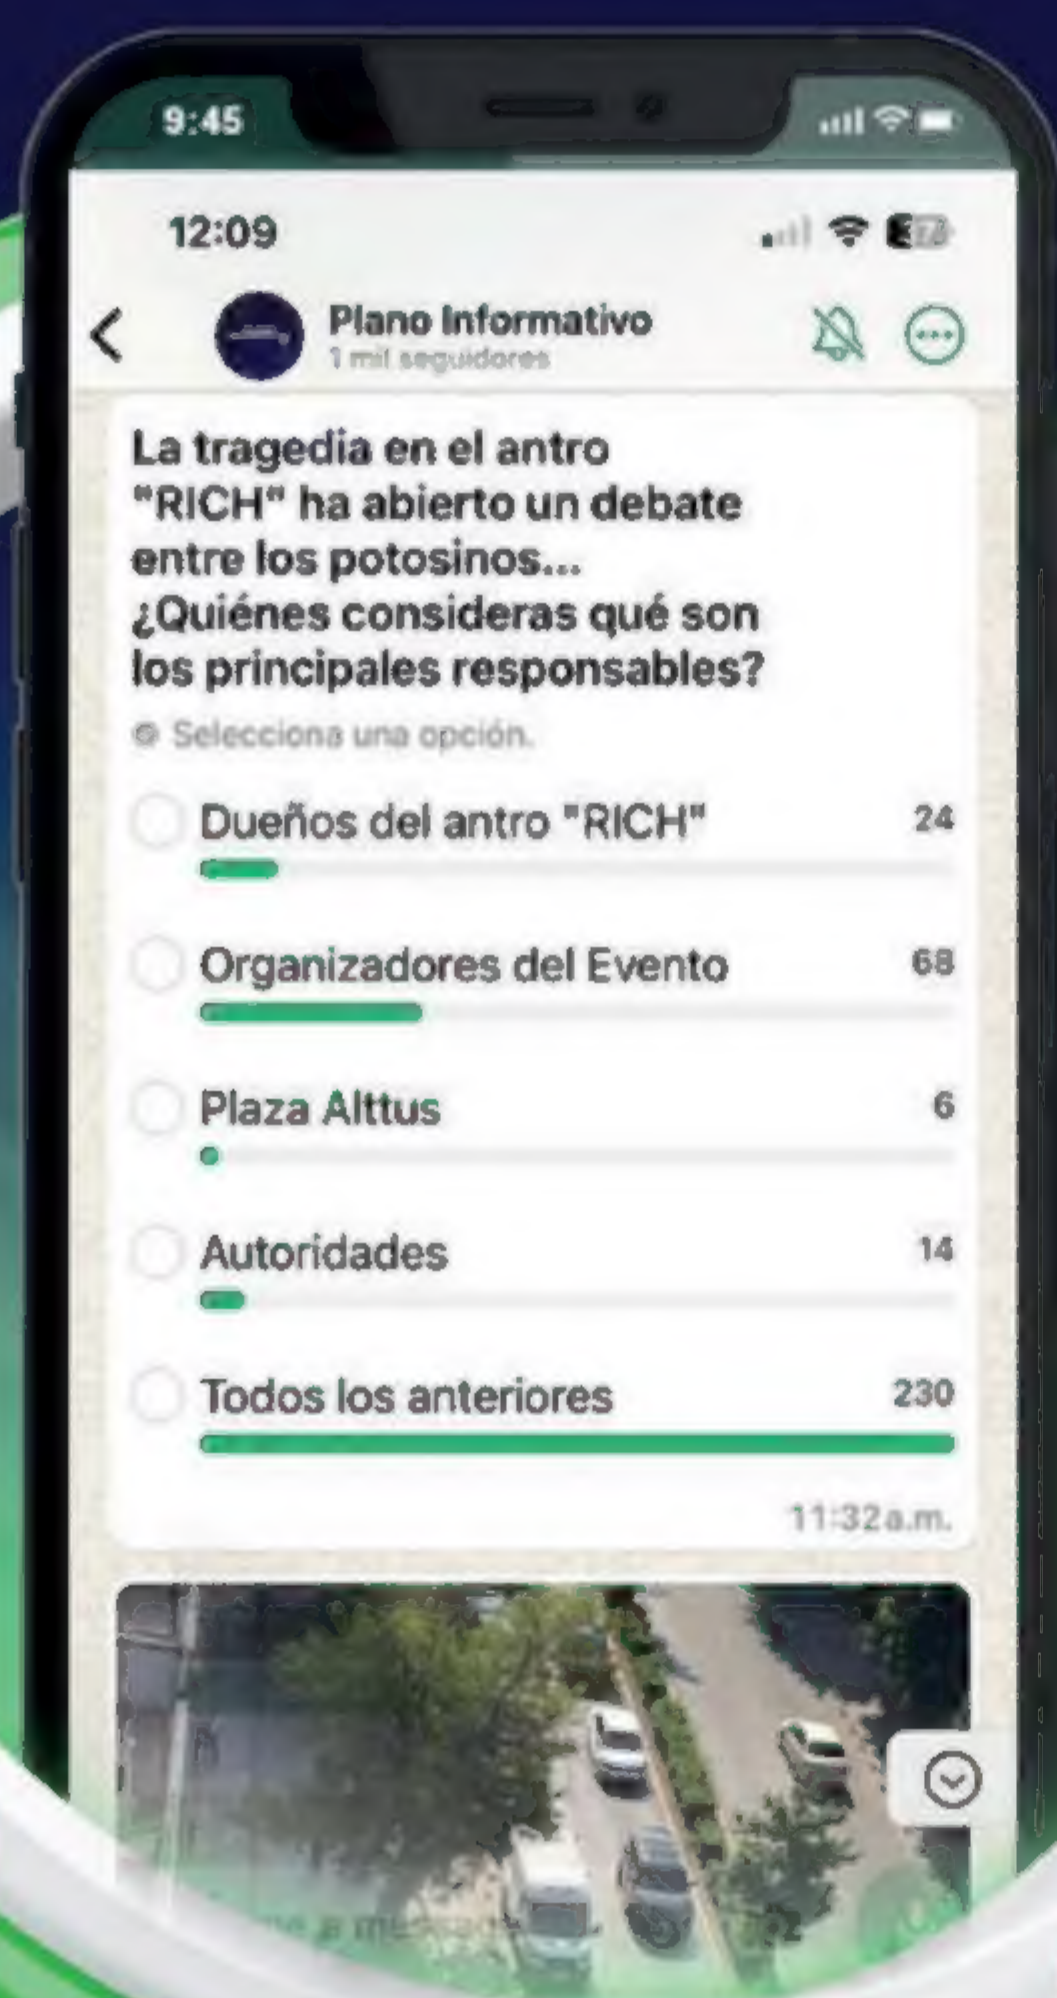 9:45
12:09
Plano Informativo
1 mil seguidores
La tragedia en el antro
"RICH" ha abierto un debate
entre los potosinos...
¿Quiénes consideras qué son
los principales responsables?
Selecciona una opción.
Dueños del antro "RICH" 24
Organizadores del Evento 68
Plaza Alttus 6
Autoridades 14
Todos los anteriores 230
11:32 a.m.